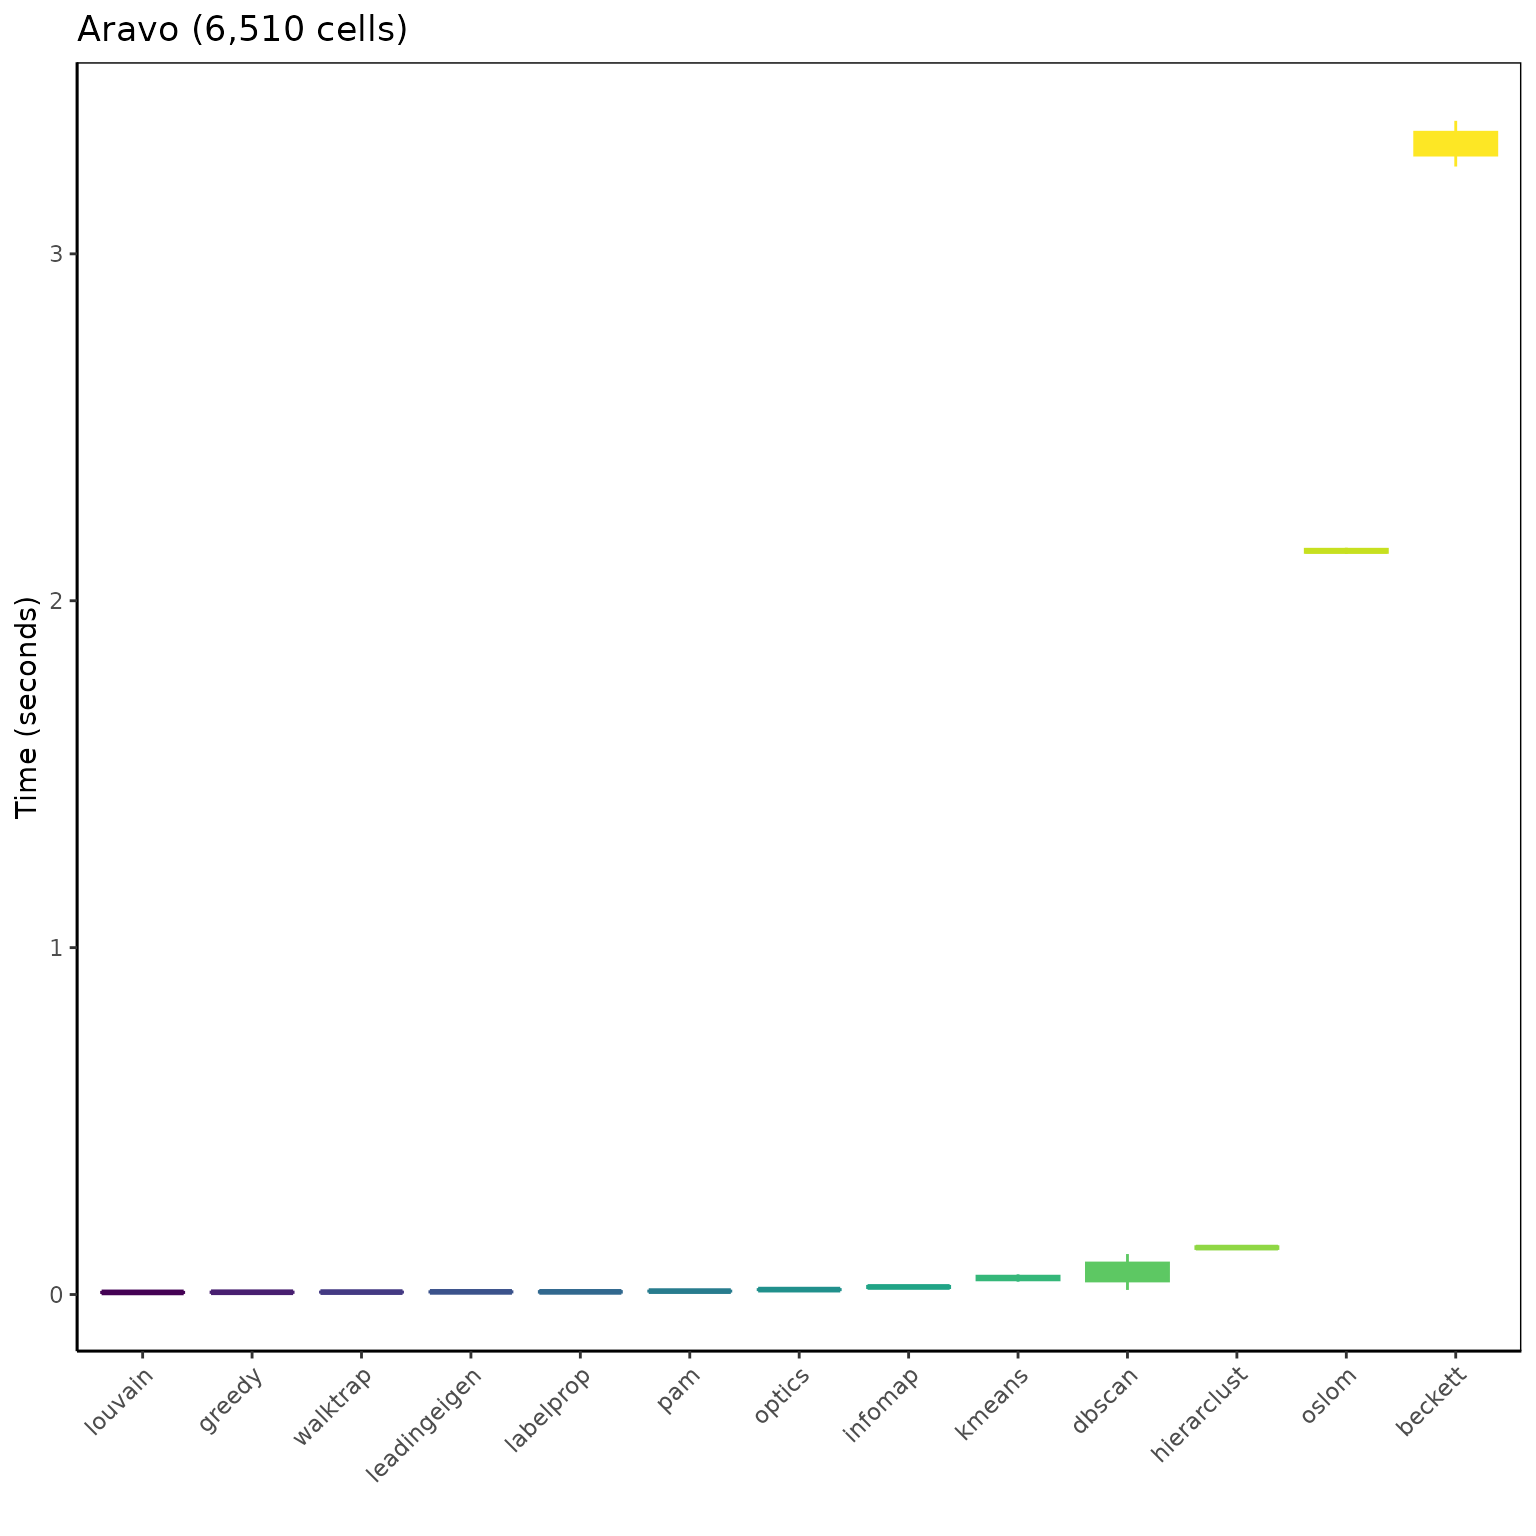 Aravo (6,510 cells)
Time (seconds)
3
2
1
0
louvain
greedy
walktrap
leadingeigen
labelprop
pam
optics
infomap
kmeans
dbscan
hierarclust
oslom
beckett